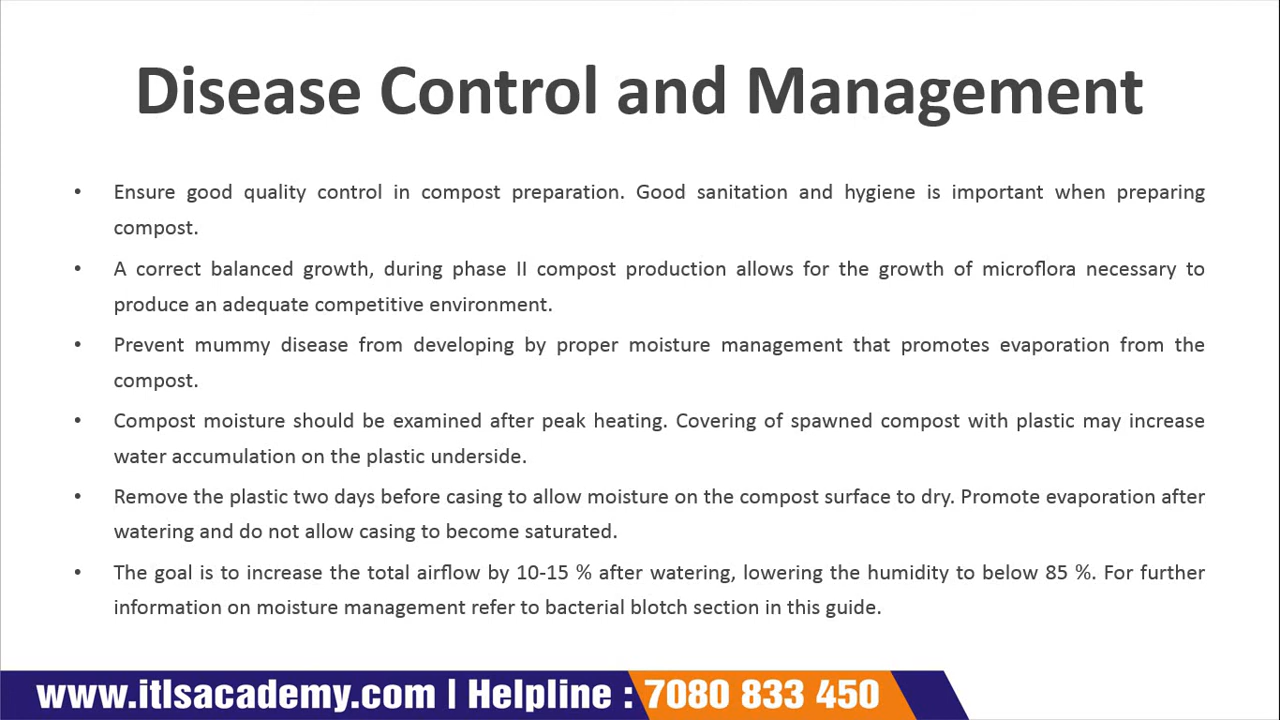 Disease Control and Management
• Ensure good quality control in compost preparation. Good sanitation and hygiene is important when preparing
compost.
• A correct balanced growth, during phase II compost production allows for the growth of microflora necessary to
produce an adequate competitive environment.
• Prevent mummy disease from developing by proper moisture management that promotes evaporation from the
compost.
• Compost moisture should be examined after peak heating. Covering of spawned compost with plastic may increase
water accumulation on the plastic underside.
• Remove the plastic two days before casing to allow moisture on the compost surface to dry. Promote evaporation after
watering and do not allow casing to become saturated.
• The goal is to increase the total airflow by 10-15 % after watering, lowering the humidity to below 85 %. For further
information on moisture management refer to bacterial blotch section in this guide.
www.itlsacademy.com | Helpline : 7080 833 450